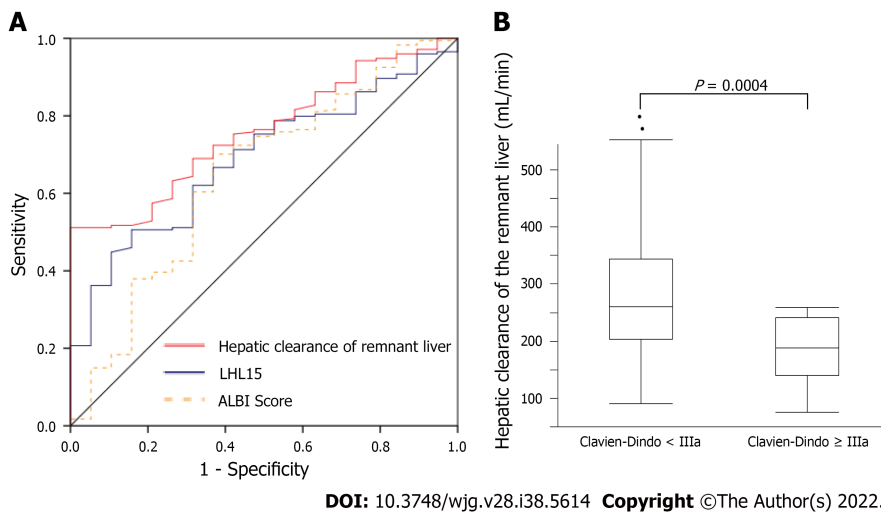 A
1.0
0.8
0.6
0.4
0.2
0.0
Sensitivity
Hepatic clearance of remnant liver
LHL15
ALBI Score
0.0 0.2 0.4 0.6 0.8 1.0
1 - Specificity
B
P = 0.0004
500
400
300
200
100
Hepatic clearance of the remnant liver (mL/min)
Clavien-Dindo < IIIa Clavien-Dindo ≥ IIIa
DOI: 10.3748/wjg.v28.i38.5614 Copyright ©The Author(s) 2022.